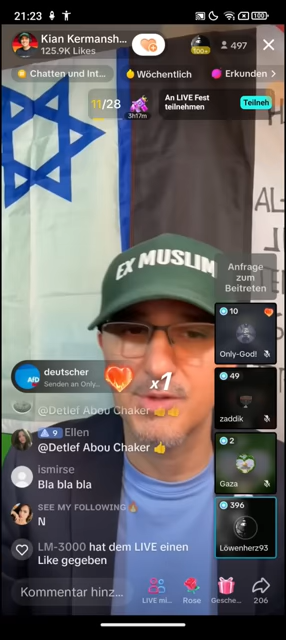 21:23
100
Kian Kermansh...
125.9K Likes
100+
497
Chatten und Int...
Wöchentlich
Erkunden
11/28
3h17m
An LIVE Fest
teilnehmen
Teilneh
EX MUSLIM
Anfrage
zum
Beitreten
10
Only-God!
49
zaddik
2
Gaza
396
Löwenherz93
AfD
deutscher
Senden an Only...
x1
@Detlef Abou Chaker 👍👍
9 Ellen
@Detlef Abou Chaker 👍
ismirse
Bla bla bla
SEE MY FOLLOWING
N
LM-3000 hat dem LIVE einen
Like gegeben
Kommentar hinz...
LIVE mi...
Rose
Gesche...
206